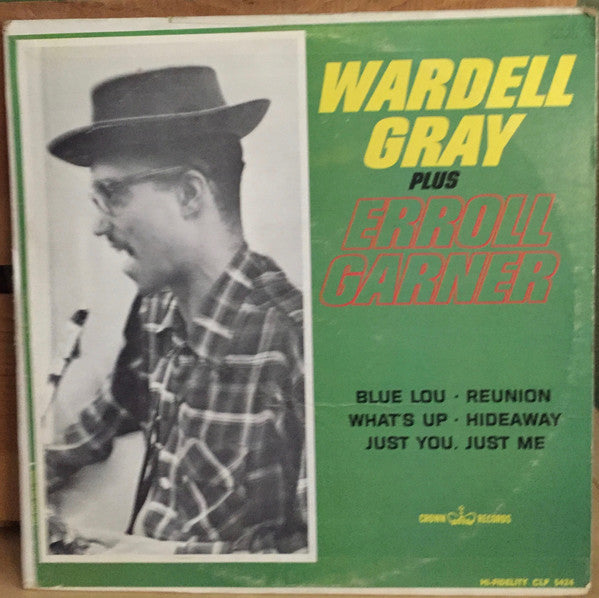 WARDELL
GRAY
PLUS
ERROLL
GARNER
BLUE LOU · REUNION
WHAT'S UP · HIDEAWAY
JUST YOU, JUST ME
CROWN RECORDS
HI-FIDELITY CLP 5424